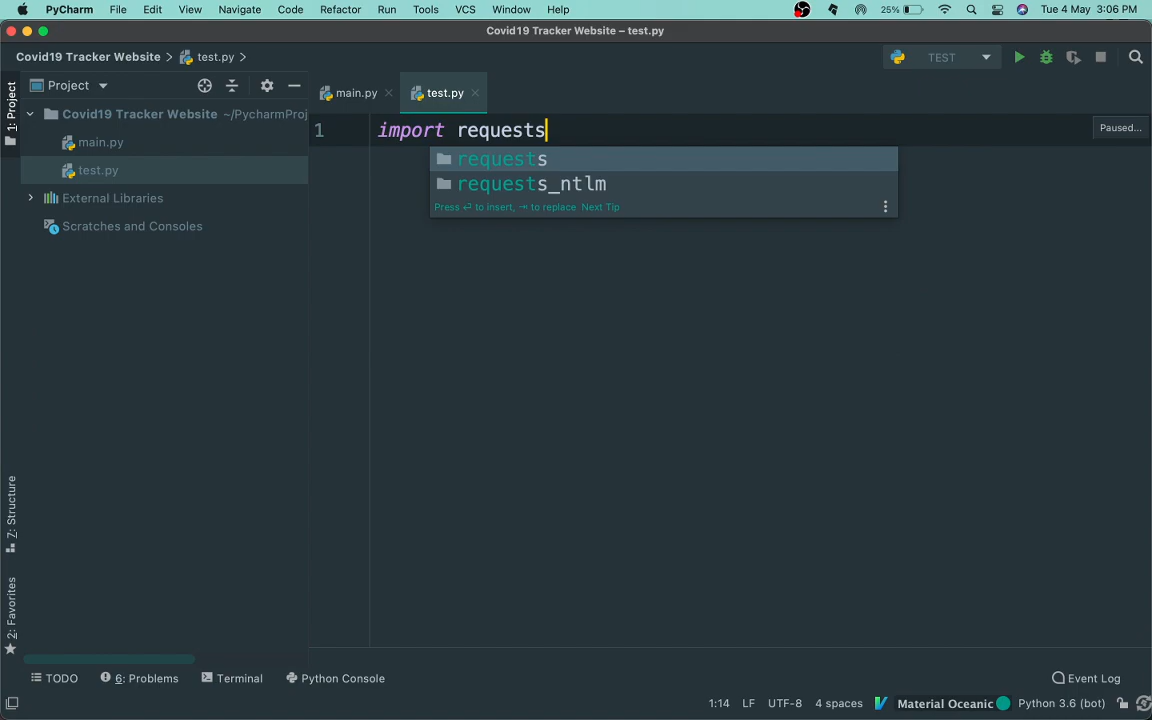 PyCharm File Edit View Navigate Code Refactor Run Tools VCS Window Help 25% Tue 4 May 3:06 PM
Covid19 Tracker Website – test.py
Covid19 Tracker Website test.py TEST
Project main.py test.py
1: Project
Covid19 Tracker Website ~/PycharmProj
1 import requests
Paused...
main.py
requests
test.py
requests_ntlm
External Libraries
Press ⏎ to insert, ⇥ to replace Next Tip
Scratches and Consoles
Z: Structure
2: Favorites
TODO 6: Problems Terminal Python Console Event Log
1:14 LF UTF-8 4 spaces Material Oceanic Python 3.6 (bot)